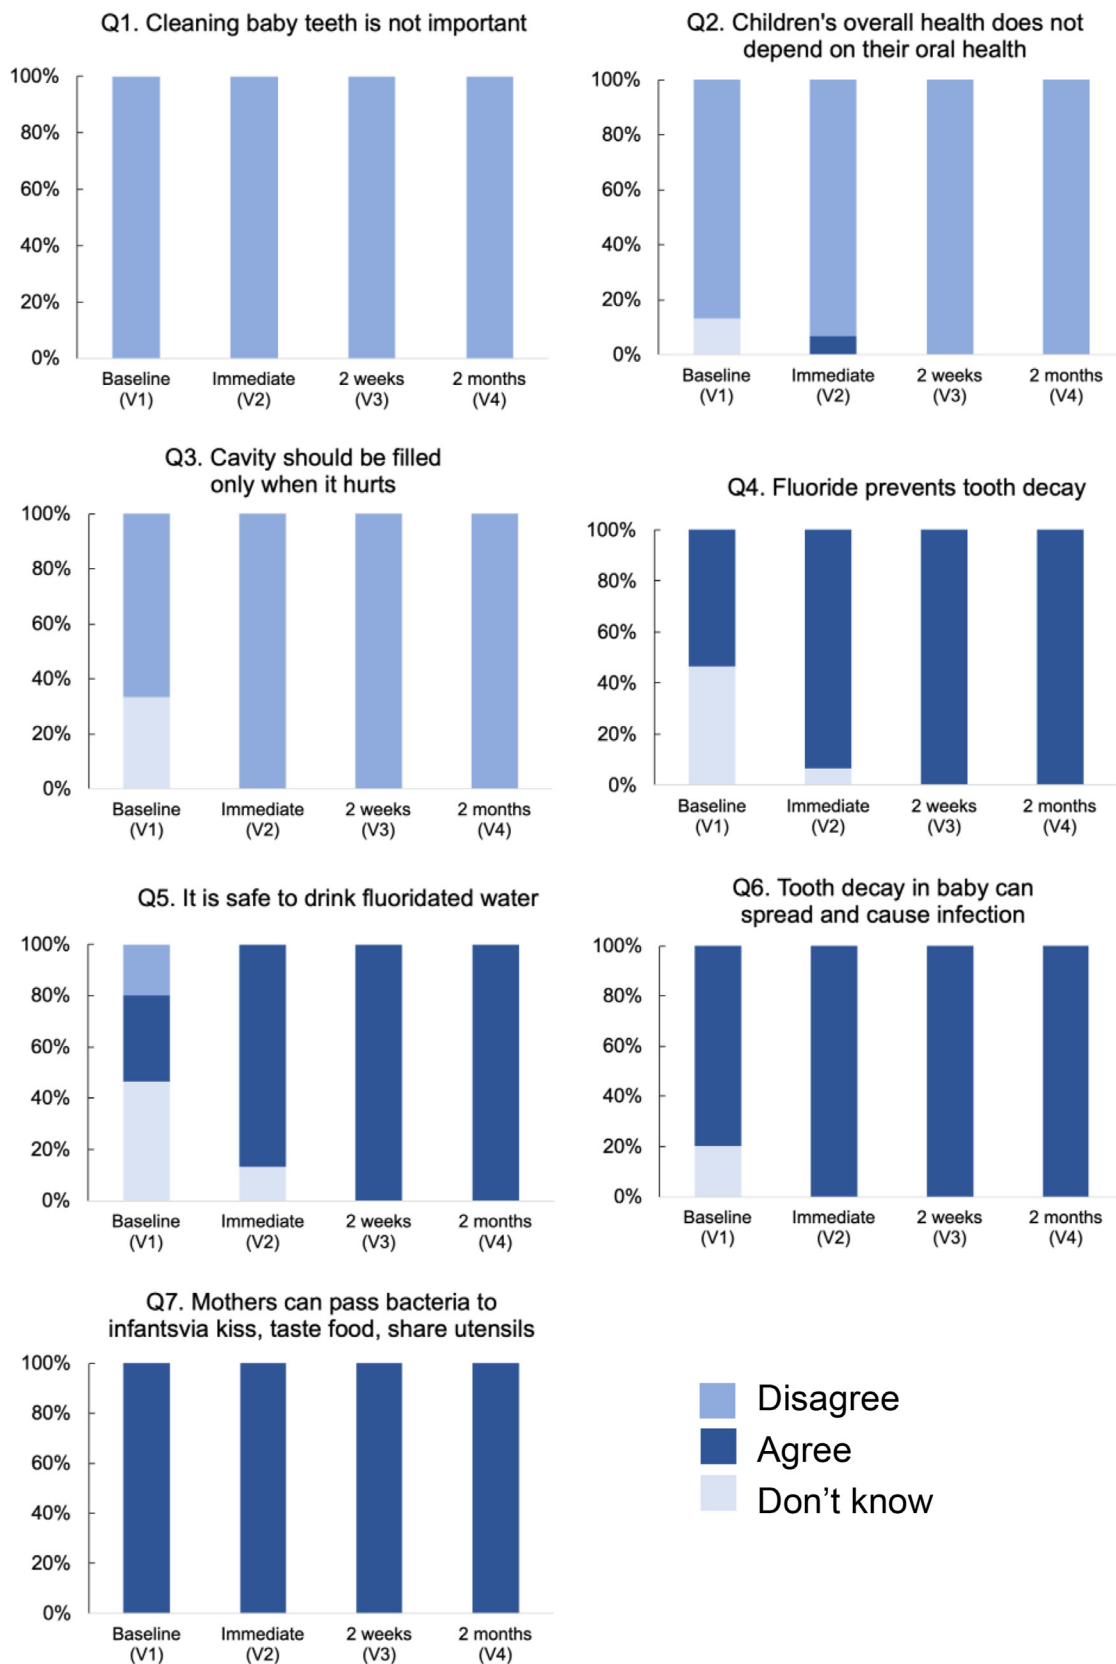 Q1. Cleaning baby teeth is not important
100%
80%
60%
40%
20%
0%
Baseline
(V1)
Immediate
(V2)
2 weeks
(V3)
2 months
(V4)
Q2. Children's overall health does not
depend on their oral health
100%
80%
60%
40%
20%
0%
Baseline
(V1)
Immediate
(V2)
2 weeks
(V3)
2 months
(V4)
Q3. Cavity should be filled
only when it hurts
100%
80%
60%
40%
20%
0%
Baseline
(V1)
Immediate
(V2)
2 weeks
(V3)
2 months
(V4)
Q4. Fluoride prevents tooth decay
100%
80%
60%
40%
20%
0%
Baseline
(V1)
Immediate
(V2)
2 weeks
(V3)
2 months
(V4)
Q5. It is safe to drink fluoridated water
100%
80%
60%
40%
20%
0%
Baseline
(V1)
Immediate
(V2)
2 weeks
(V3)
2 months
(V4)
Q6. Tooth decay in baby can
spread and cause infection
100%
80%
60%
40%
20%
0%
Baseline
(V1)
Immediate
(V2)
2 weeks
(V3)
2 months
(V4)
Q7. Mothers can pass bacteria to
infantsvia kiss, taste food, share utensils
100%
80%
60%
40%
20%
0%
Baseline
(V1)
Immediate
(V2)
2 weeks
(V3)
2 months
(V4)
Disagree
Agree
Don't know